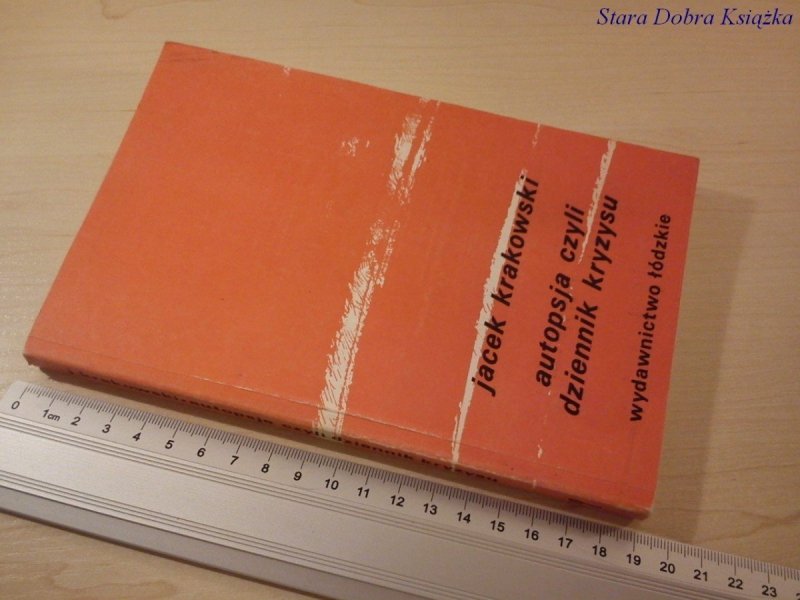 Stara Dobra Książka
jacek krakowski
autopsja czyli
dziennik kryzysu
wydawnictwo łódzkie
0 1cm 2 3 4 5 6 7 8 9 10 11 12 13 14 15 16 17 18 19 20 21 22 23